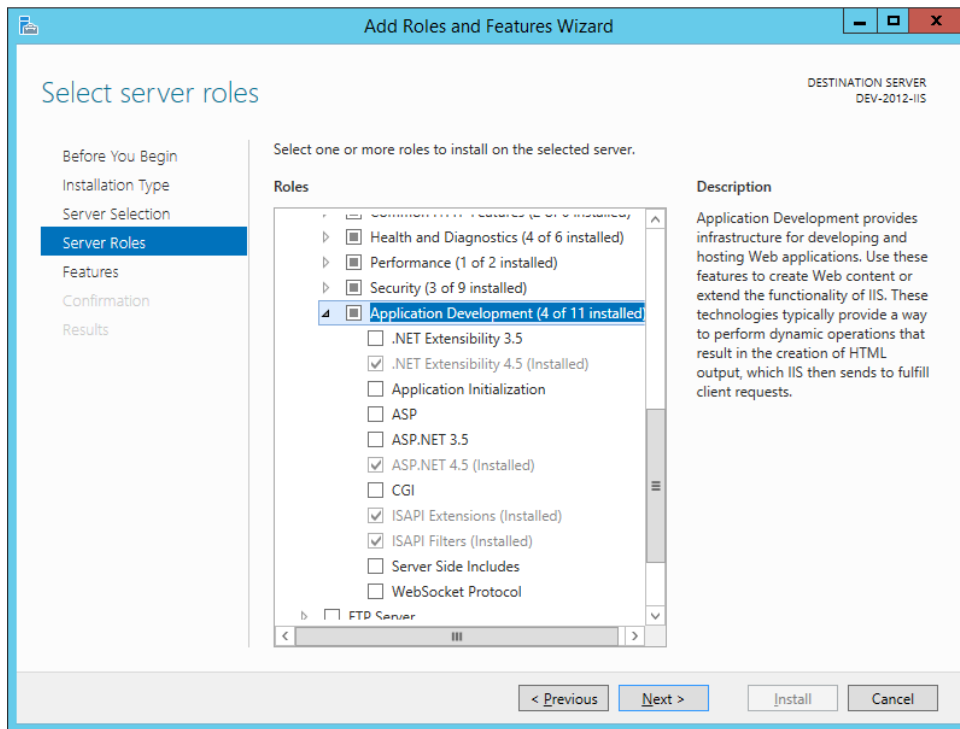 Add Roles and Features Wizard
Select server roles
DESTINATION SERVER
DEV-2012-IIS
Before You Begin
Installation Type
Server Selection
Server Roles
Features
Confirmation
Results
Select one or more roles to install on the selected server.
Roles
Common HTTP Features (2 of 6 installed)
Health and Diagnostics (4 of 6 installed)
Performance (1 of 2 installed)
Security (3 of 9 installed)
Application Development (4 of 11 installed)
.NET Extensibility 3.5
.NET Extensibility 4.5 (Installed)
Application Initialization
ASP
ASP.NET 3.5
ASP.NET 4.5 (Installed)
CGI
ISAPI Extensions (Installed)
ISAPI Filters (Installed)
Server Side Includes
WebSocket Protocol
FTP Server
Description
Application Development provides
infrastructure for developing and
hosting Web applications. Use these
features to create Web content or
extend the functionality of IIS. These
technologies typically provide a way
to perform dynamic operations that
result in the creation of HTML
output, which IIS then sends to fulfill
client requests.
< Previous
Next >
Install
Cancel